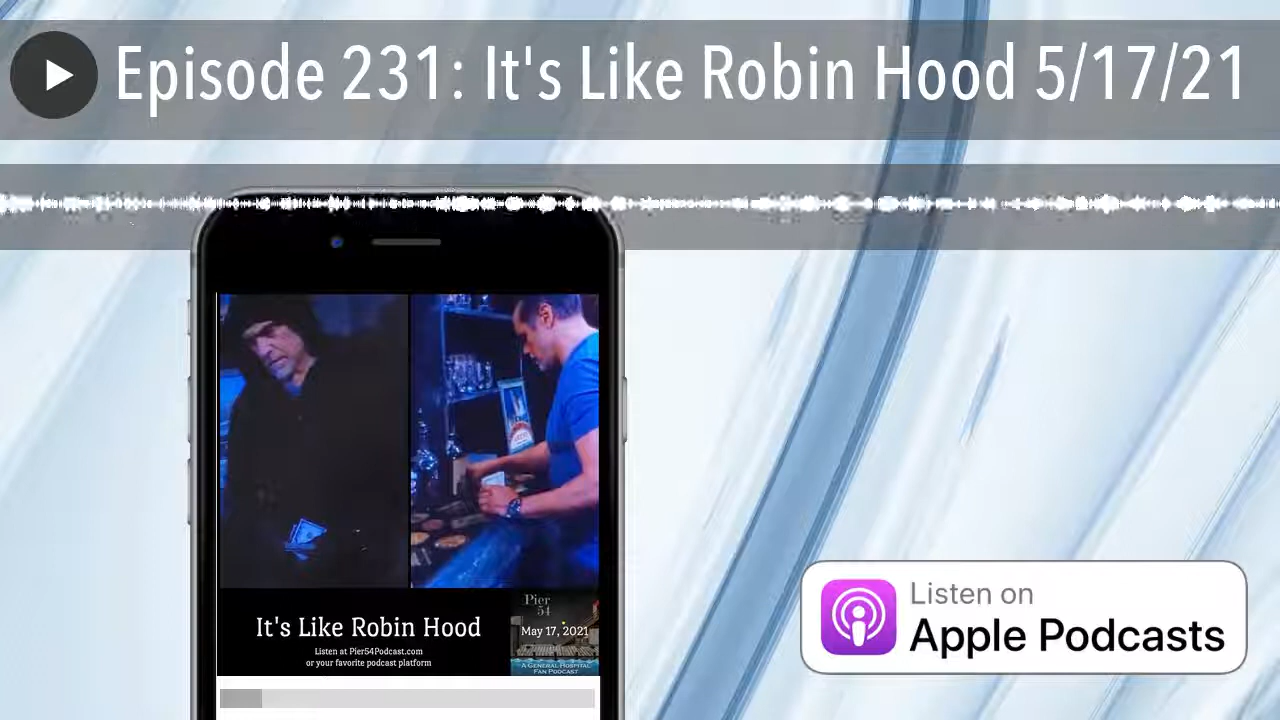 Episode 231: It's Like Robin Hood 5/17/21
It's Like Robin Hood
Listen at Pier54Podcast.com
or your favorite podcast platform
Pier
54
May 17, 2021
A GENERAL HOSPITAL
FAN PODCAST
Listen on
Apple Podcasts